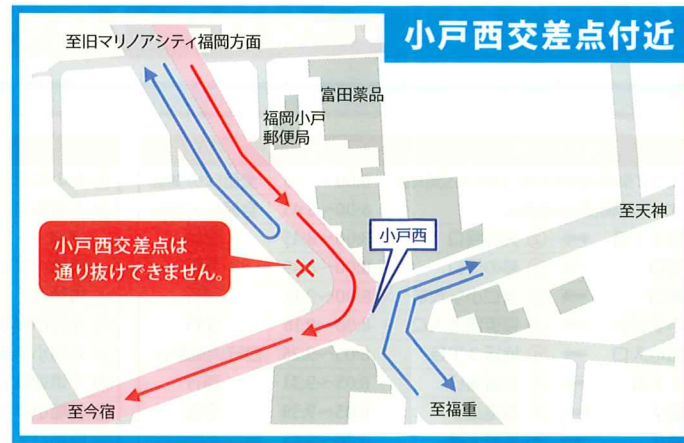 小戸西交差点付近
至旧マリノアシティ福岡方面
富田薬品
福岡小戸
郵便局
至天神
小戸西
小戸西交差点は
通り抜けできません。
至今宿
至福重